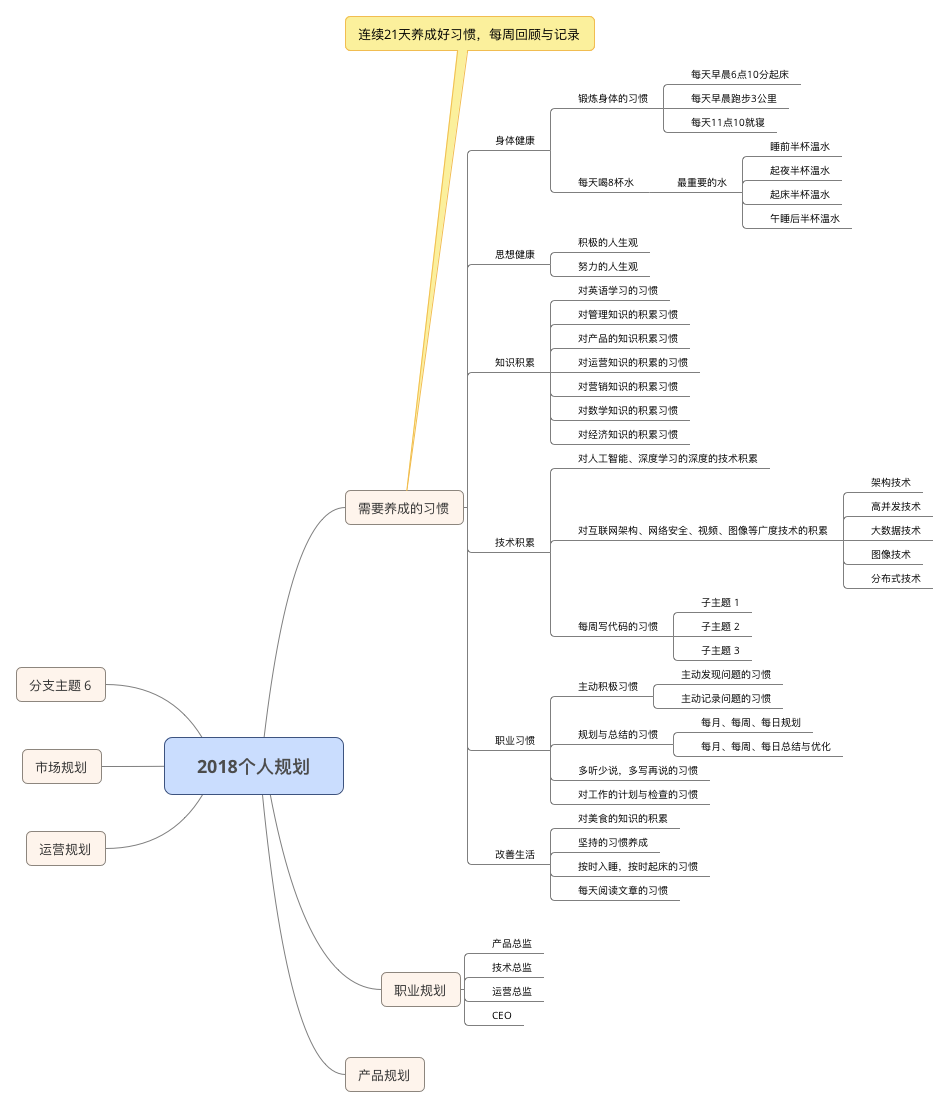 连续21天养成好习惯，每周回顾与记录
每天早晨6点10分起床
锻炼身体的习惯
每天早晨跑步3公里
每天11点10就寝
身体健康
睡前半杯温水
起夜半杯温水
每天喝8杯水
最重要的水
起床半杯温水
午睡后半杯温水
积极的人生观
思想健康
努力的人生观
对英语学习的习惯
对管理知识的积累习惯
对产品的知识积累习惯
知识积累
对运营知识的积累的习惯
对营销知识的积累习惯
对数学知识的积累习惯
对经济知识的积累习惯
对人工智能、深度学习的深度的技术积累
架构技术
高并发技术
需要养成的习惯
对互联网架构、网络安全、视频、图像等广度技术的积累
大数据技术
技术积累
图像技术
分布式技术
子主题 1
每周写代码的习惯
子主题 2
子主题 3
主动发现问题的习惯
主动积极习惯
主动记录问题的习惯
每月、每周、每日规划
规划与总结的习惯
职业习惯
每月、每周、每日总结与优化
多听少说，多写再说的习惯
对工作的计划与检查的习惯
对美食的知识的积累
坚持的习惯养成
改善生活
按时入睡，按时起床的习惯
每天阅读文章的习惯
分支主题 6
市场规划
2018个人规划
运营规划
产品总监
技术总监
职业规划
运营总监
CEO
产品规划